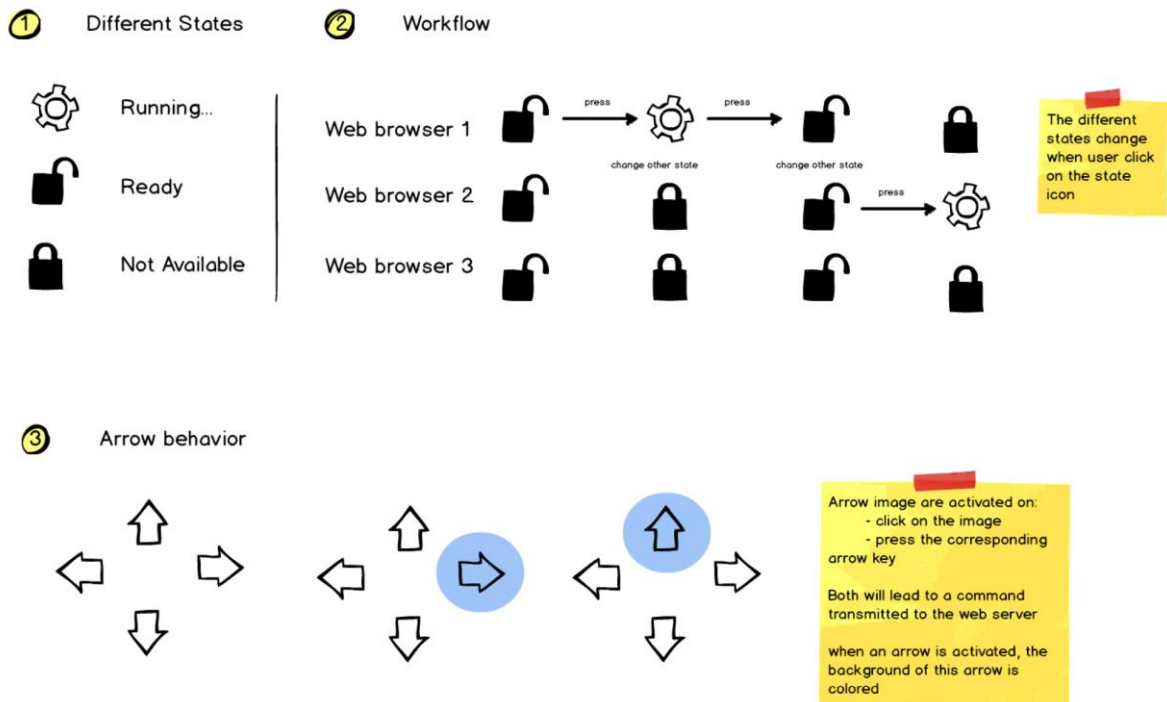 1 Different States
Running...
Ready
Not Available
2 Workflow
press
press
Web browser 1
change other state
change other state
Web browser 2
press
Web browser 3
The different
states change
when user click
on the state
icon
3 Arrow behavior
Arrow image are activated on:
- click on the image
- press the corresponding
arrow key
Both will lead to a command
transmitted to the web server
when an arrow is activated, the
background of this arrow is
colored